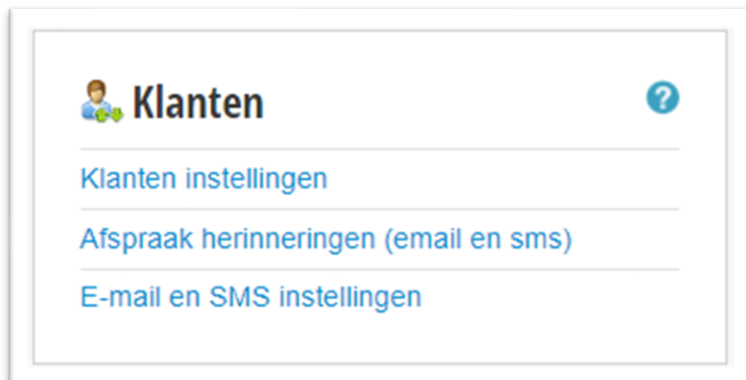 Klanten
Klanten instellingen
Afspraak herinneringen (email en sms)
E-mail en SMS instellingen